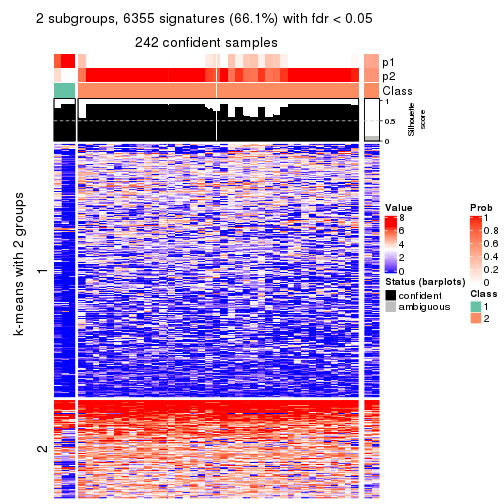 2 subgroups, 6355 signatures (66.1%) with fdr < 0.05
242 confident samples
p1
p2
Class
1
0.5
0
Silhouette
score
k-means with 2 groups
1
2
Value
8
6
4
2
0
Status (barplots)
confident
ambiguous
Prob
1
0.8
0.6
0.4
0.2
0
Class
1
2